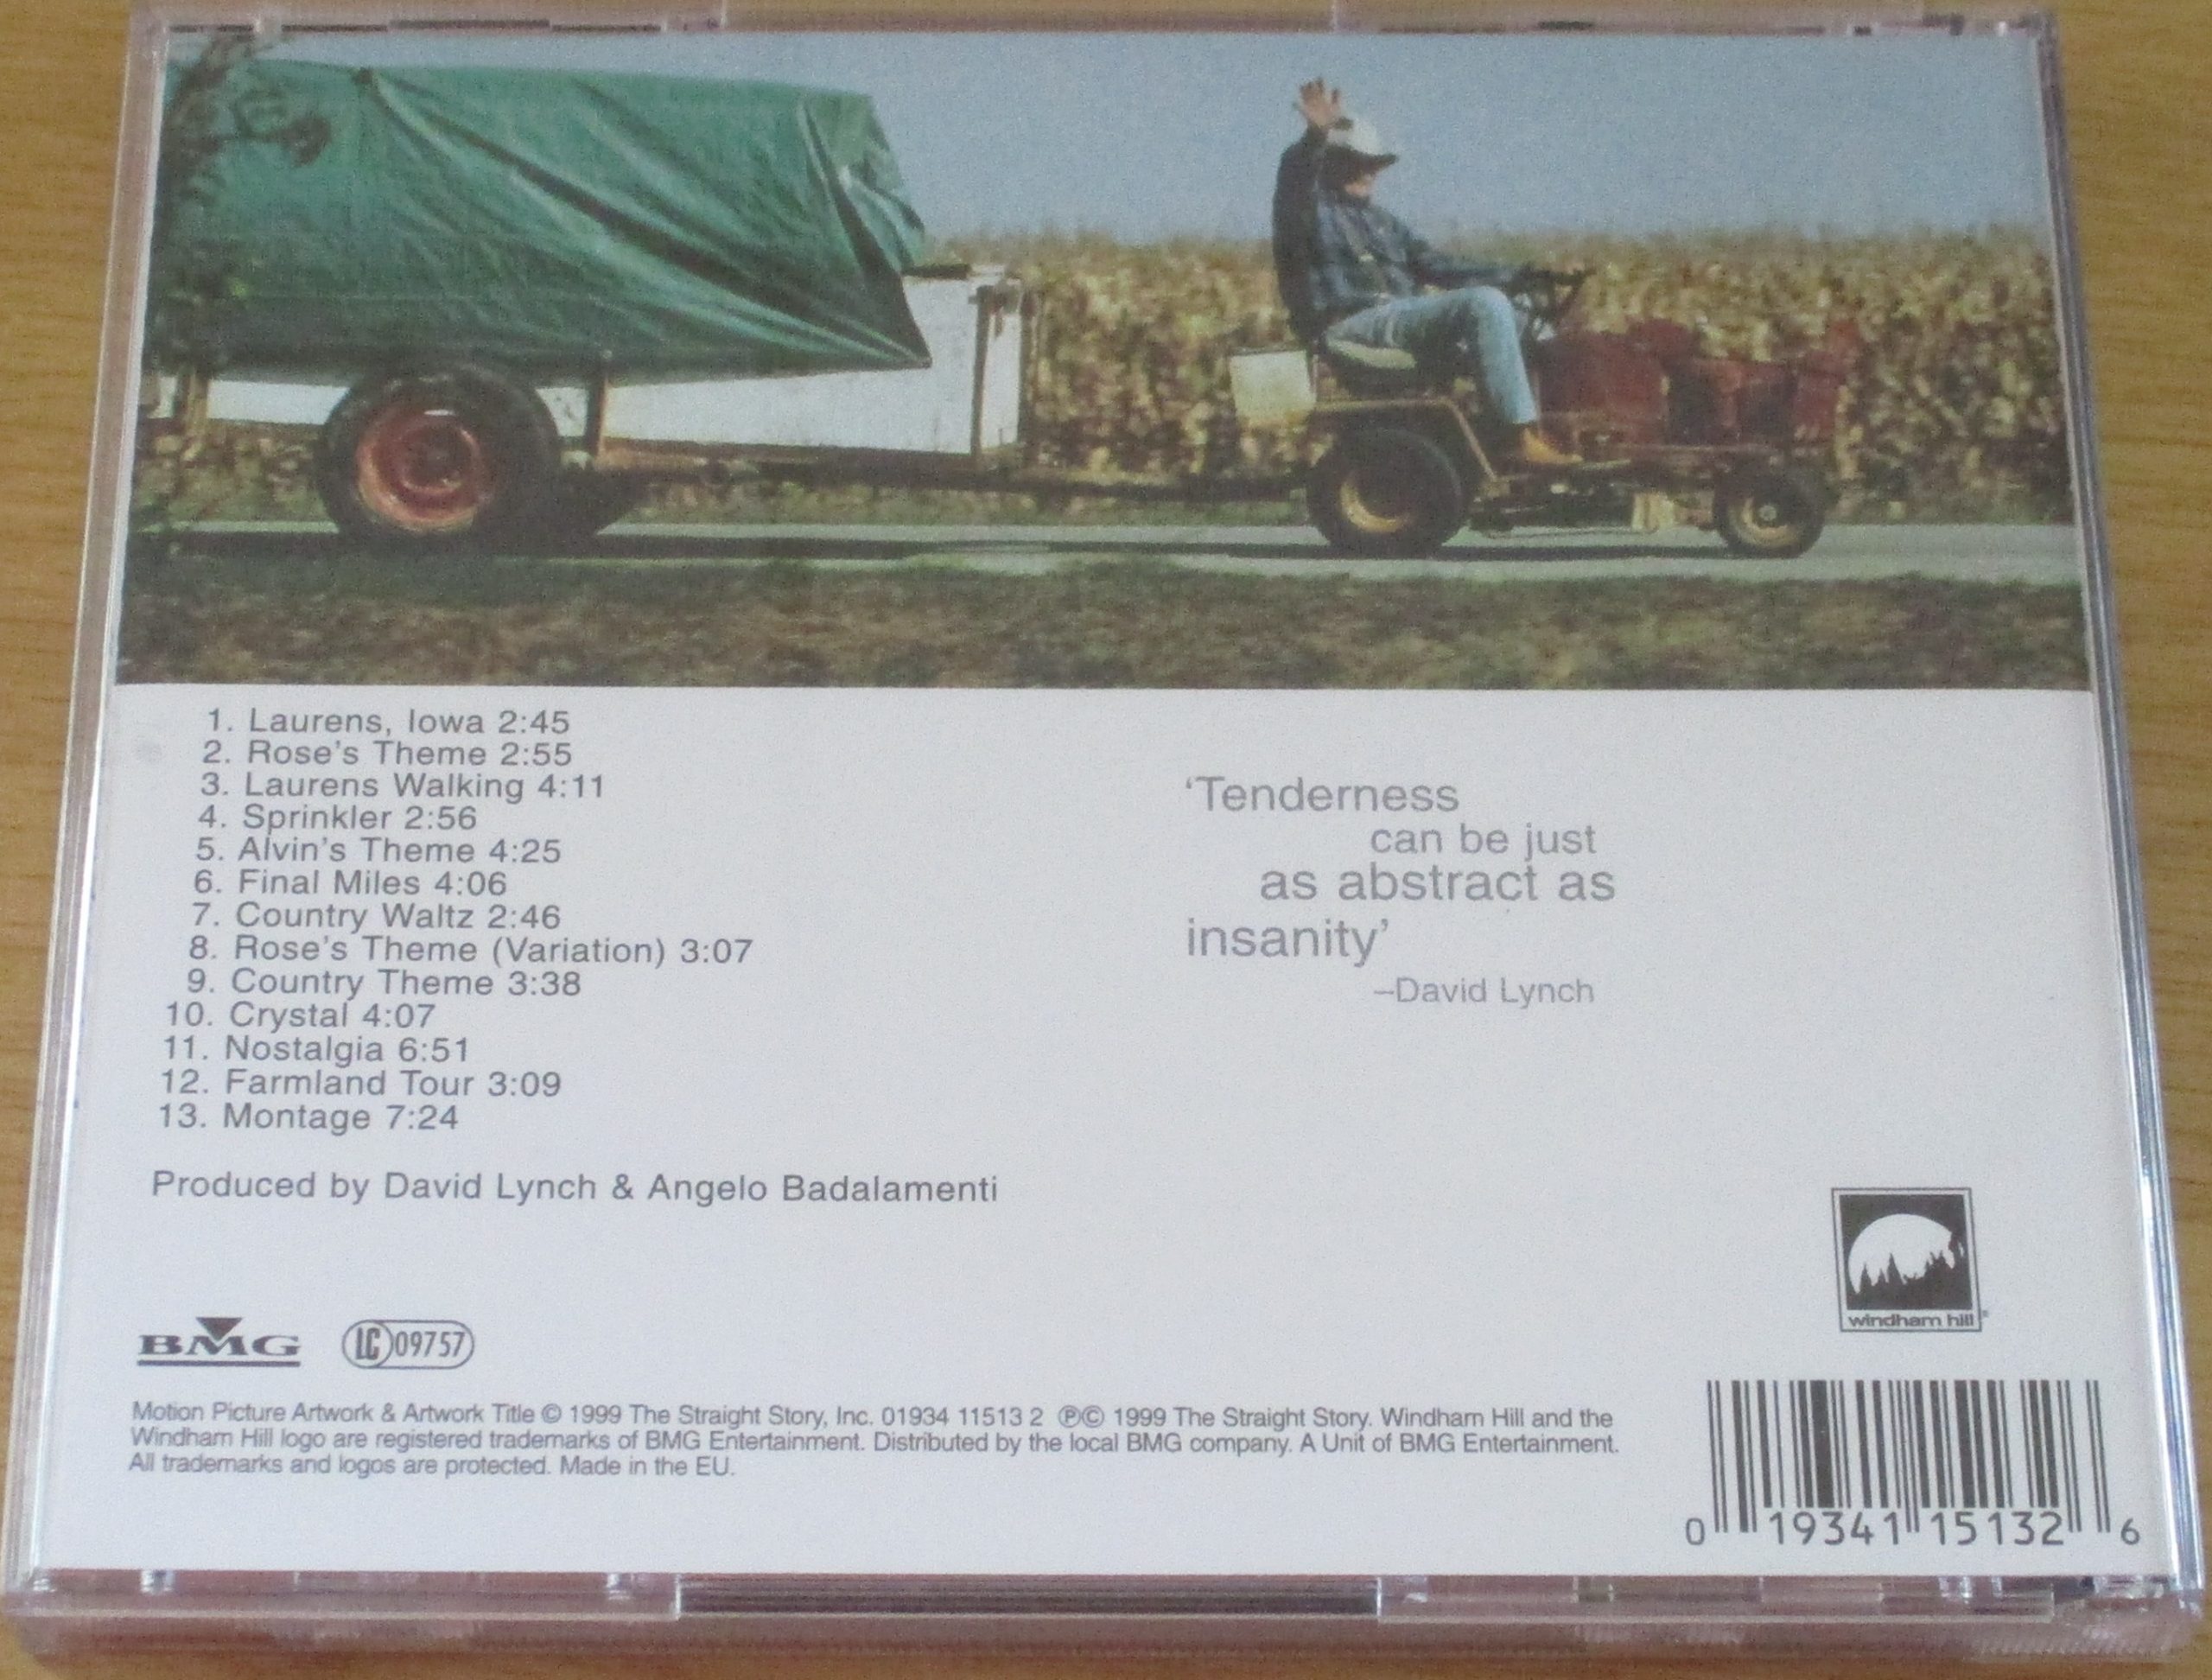 1. Laurens, Iowa 2:45
2. Rose's Theme 2:55
3. Laurens Walking 4:11
4. Sprinkler 2:56
5. Alvin's Theme 4:25
6. Final Miles 4:06
7. Country Waltz 2:46
8. Rose's Theme (Variation) 3:07
9. Country Theme 3:38
10. Crystal 4:07
11. Nostalgia 6:51
12. Farmland Tour 3:09
13. Montage 7:24
Produced by David Lynch & Angelo Badalamenti
'Tenderness
can be just
as abstract as
insanity'
–David Lynch
windham hill
BMG LC 09757
Motion Picture Artwork & Artwork Title © 1999 The Straight Story, Inc. 01934 11513 2 ℗© 1999 The Straight Story. Windham Hill and the
Windham Hill logo are registered trademarks of BMG Entertainment. Distributed by the local BMG company. A Unit of BMG Entertainment.
All trademarks and logos are protected. Made in the EU.
0 19341 15132 6